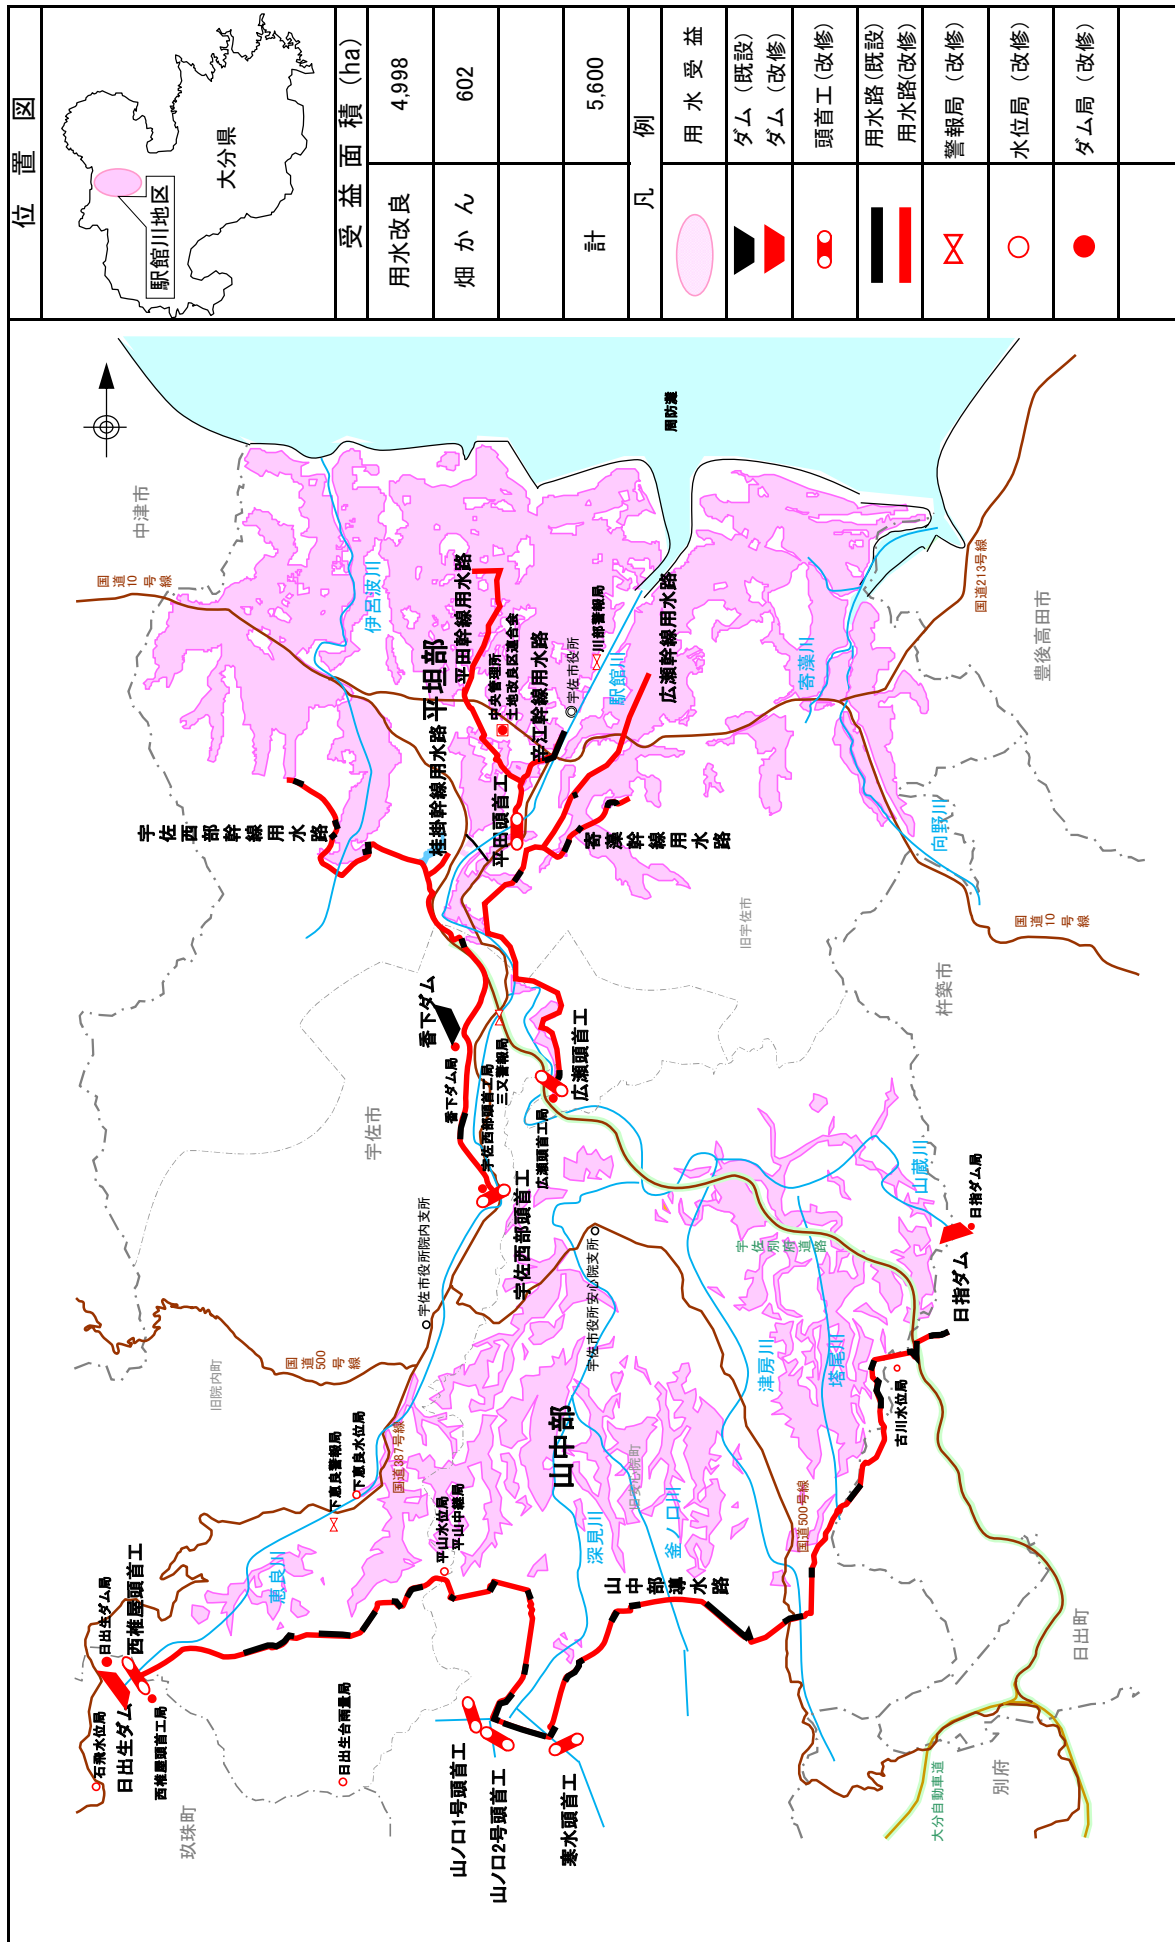 位置図
大分県
駅館川地区
受益面積 (ha)
用水改良 4,998
畑かん 602
計 5,600
凡例
用水受益
ダム (既設)
ダム (改修)
頭首工 (改修)
用水路 (既設)
用水路(改修)
警報局 (改修)
水位局 (改修)
ダム局 (改修)
周防灘
中津市
国道10号線
伊呂波川
平坦部
平田幹線用水路
中央管理所
土地改良区連合会
辛江幹線用水路
宇佐市役所
川部警報局
駅館川
広瀬幹線用水路
寄藻川
国道213号線
豊後高田市
桂掛幹線用水路
宇佐西部幹線用水路
平田頭首工
寄藻幹線用水路
向野川
国道10号線
旧宇佐市
杵築市
香下ダム
香下ダム局
宇佐市
宇佐西部頭首工局
三又警報局
広瀬頭首工
広瀬頭首工局
宇佐西部頭首工
山蔵川
日指ダム局
日指ダム
宇佐別府道路
宇佐市役所院内支所
宇佐市役所安心院支所
国道500号線
旧院内町
津房川
塔尾川
古川水位局
下恵良警報局
下恵良水位局
国道387号線
山中部
旧安心院町
平山水位局
平山中継局
深見川
釜ノ口川
国道500号線
山中部導水路
恵良川
日出生ダム局
西椎屋頭首工
石飛水位局
日出生ダム
西椎屋頭首工局
日出生台雨量局
玖珠町
山ノ口1号頭首工
山ノ口2号頭首工
寒水頭首工
日出町
別府
大分自動車道